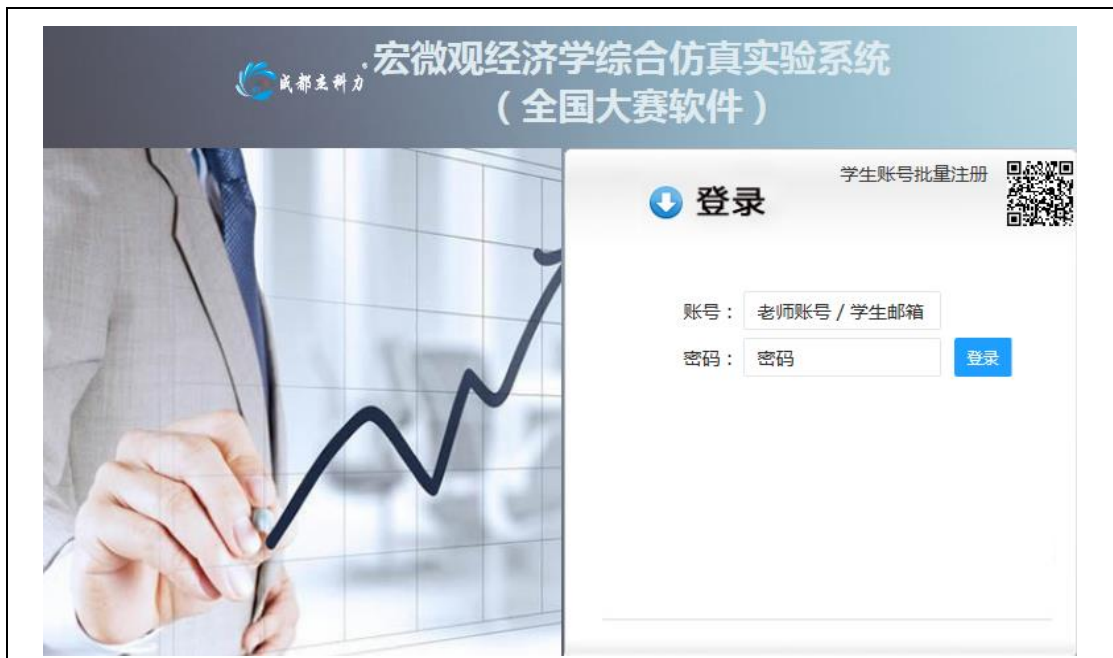 成都杰科力
宏微观经济学综合仿真实验系统
（全国大赛软件）
学生账号批量注册
登录
账号： 老师账号 / 学生邮箱
密码： 密码 登录